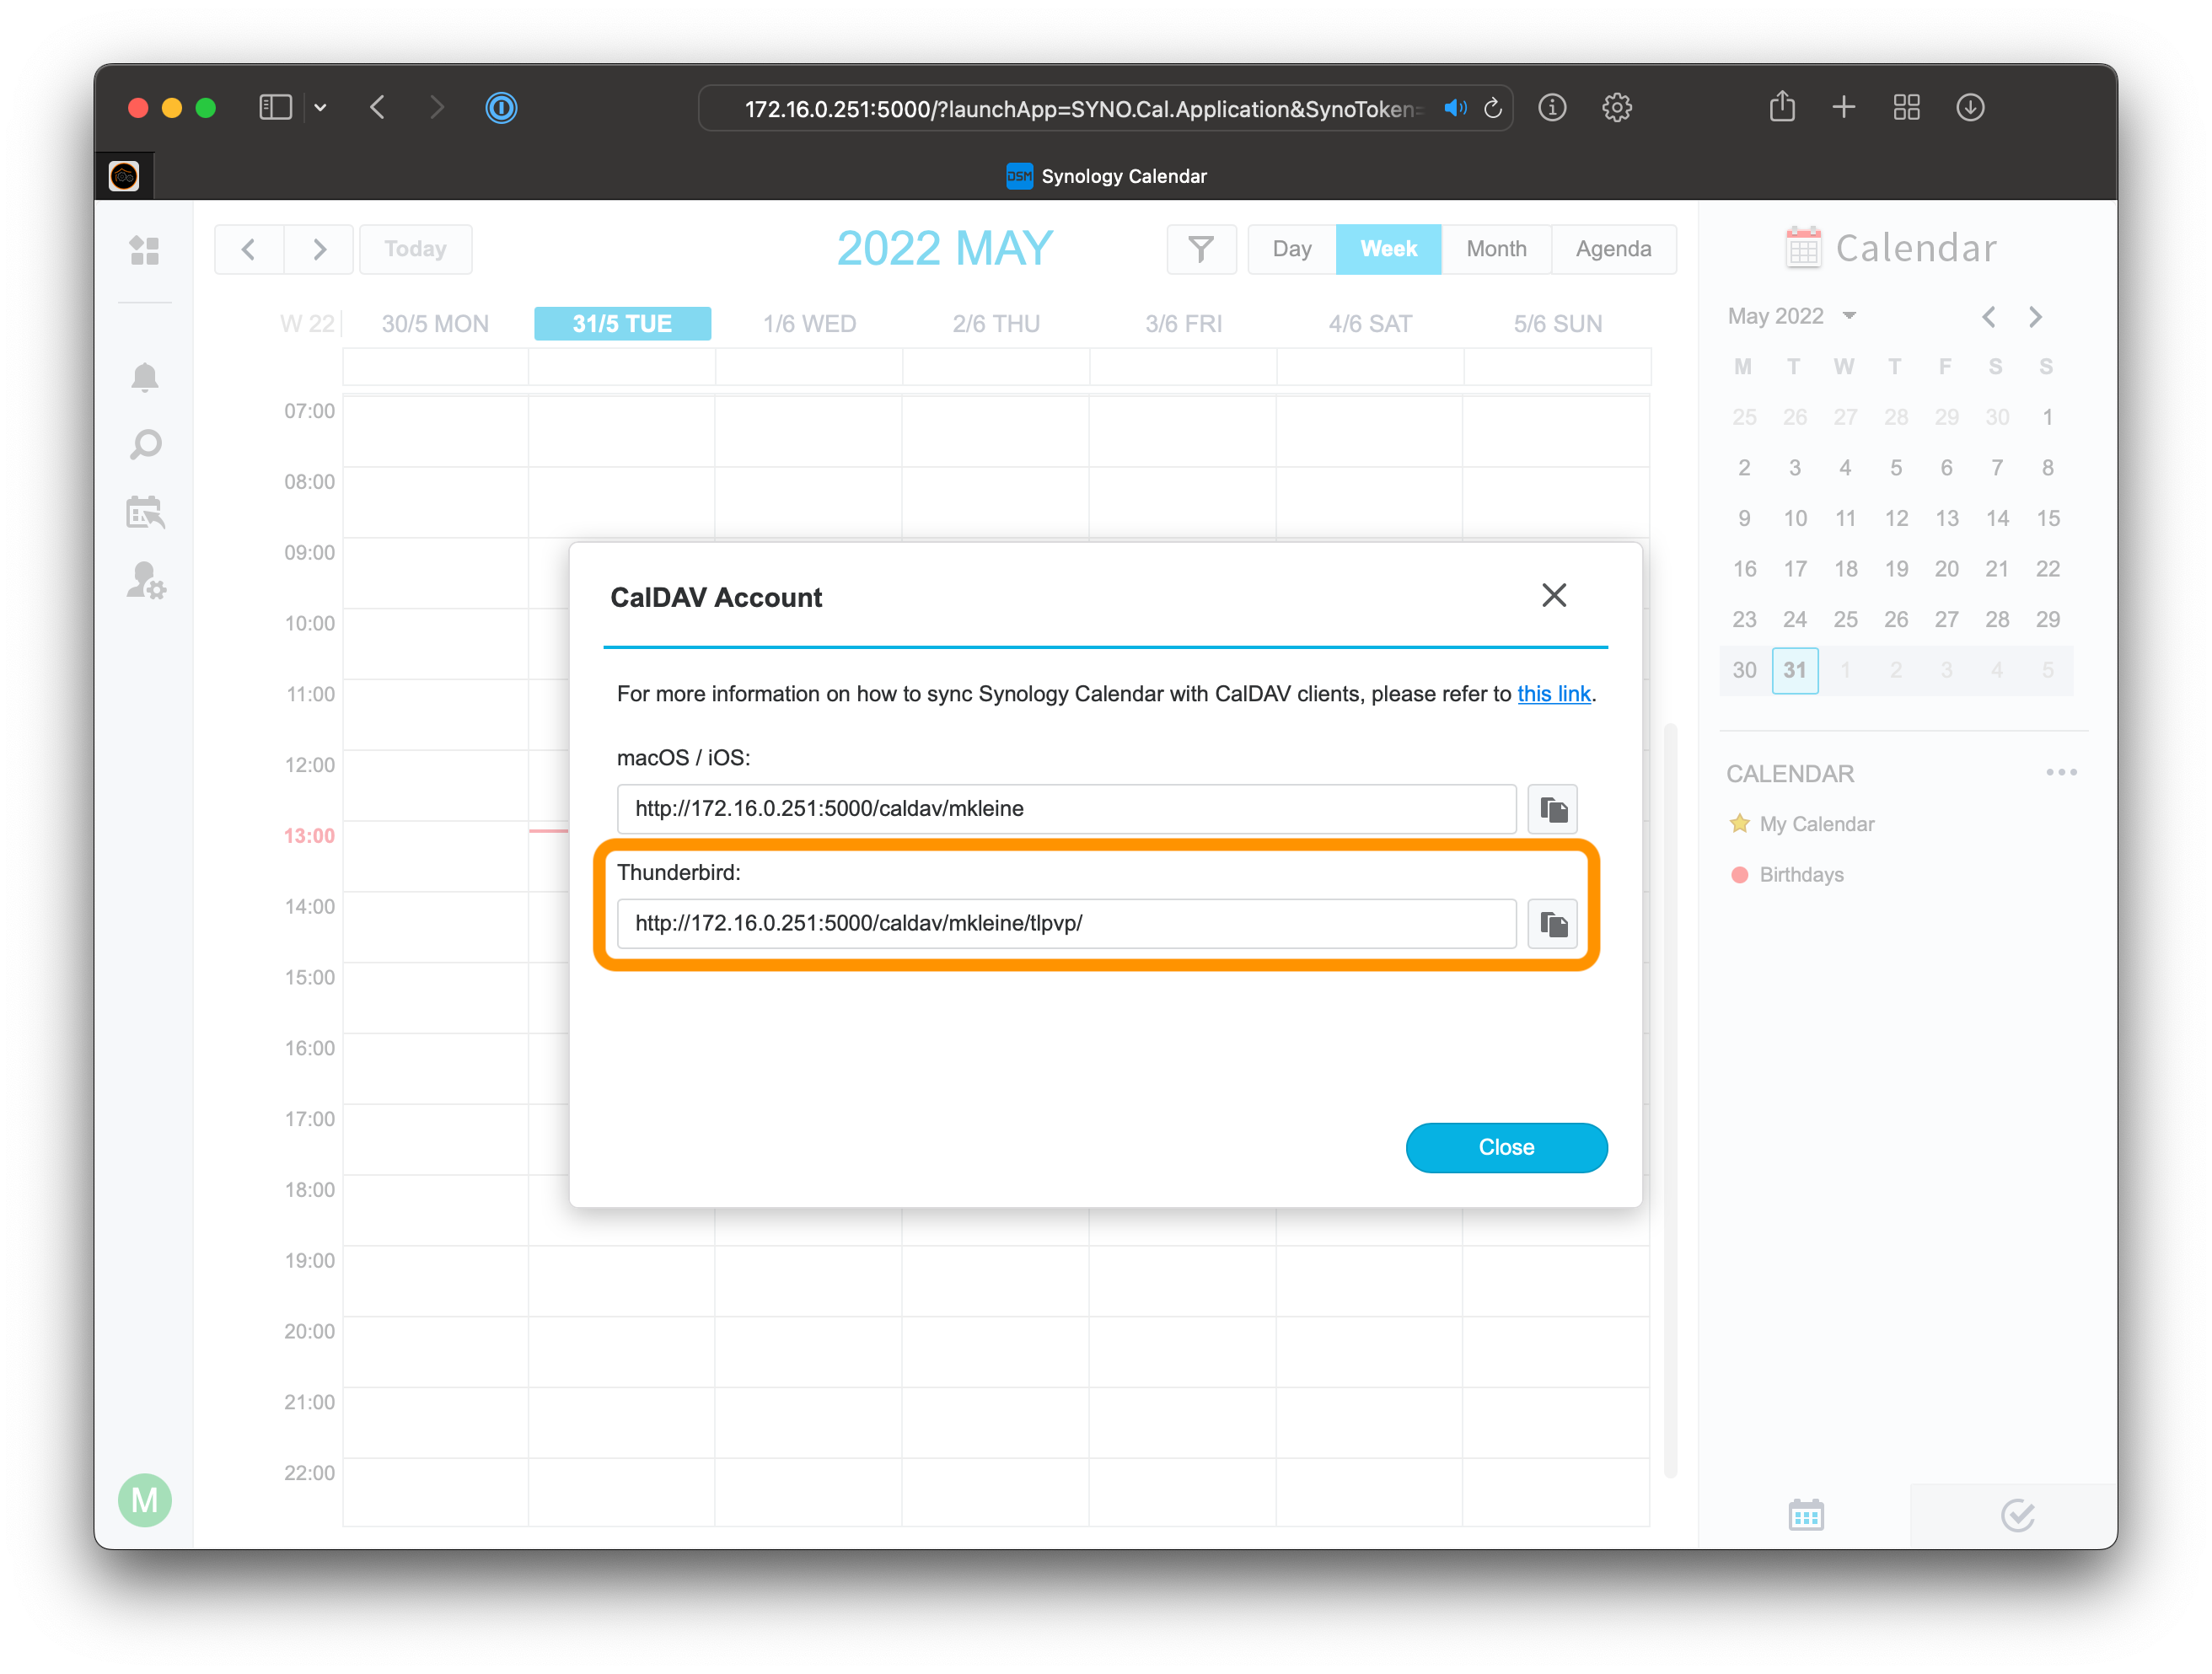 172.16.0.251:5000/?launchApp=SYNO.Cal.Application&SynoToken=
DSM Synology Calendar
Today
2022 MAY
Day Week Month Agenda
Calendar
W 22 30/5 MON 31/5 TUE 1/6 WED 2/6 THU 3/6 FRI 4/6 SAT 5/6 SUN
07:00
08:00
09:00
10:00
11:00
12:00
13:00
14:00
15:00
16:00
17:00
18:00
19:00
20:00
21:00
22:00
CalDAV Account
For more information on how to sync Synology Calendar with CalDAV clients, please refer to this link.
macOS / iOS:
http://172.16.0.251:5000/caldav/mkleine
Thunderbird:
http://172.16.0.251:5000/caldav/mkleine/tlpvp/
Close
May 2022
M T W T F S S
25 26 27 28 29 30 1
2 3 4 5 6 7 8
9 10 11 12 13 14 15
16 17 18 19 20 21 22
23 24 25 26 27 28 29
30 31 1 2 3 4 5
CALENDAR
My Calendar
Birthdays
M